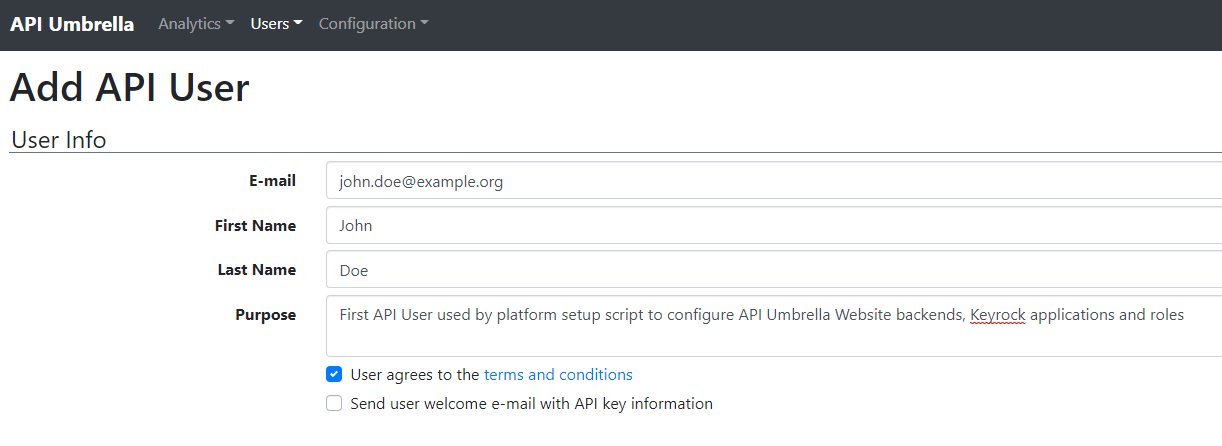 API Umbrella Analytics Users Configuration
Add API User
User Info
E-mail john.doe@example.org
First Name John
Last Name Doe
Purpose First API User used by platform setup script to configure API Umbrella Website backends, Keyrock applications and roles
User agrees to the terms and conditions
Send user welcome e-mail with API key information